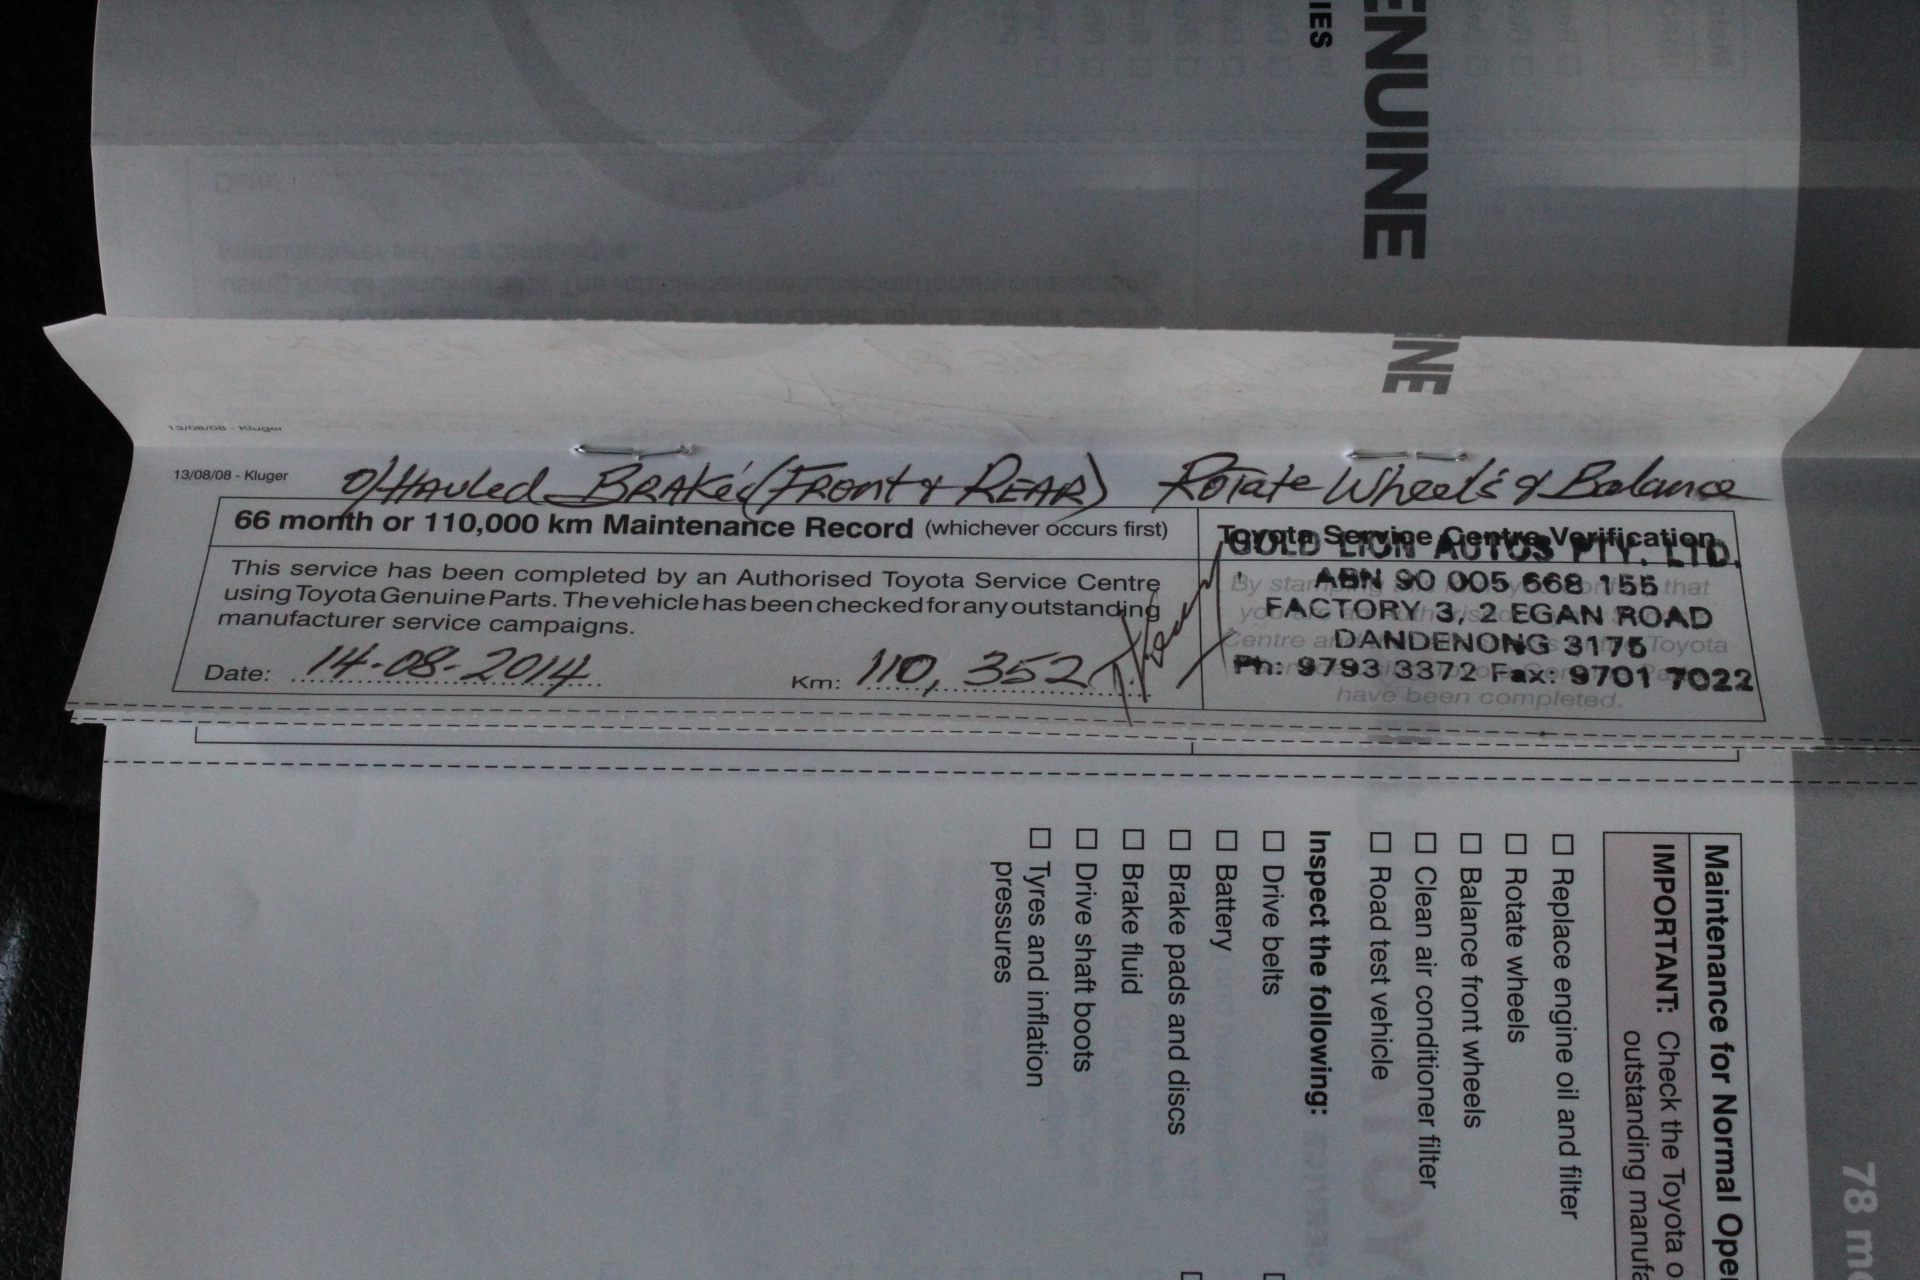 IES
ENUINE
NE
13/08/08 - Kluger
13/08/08 - Kluger
O/Hauled Brake (Front & Rear) Rotate Wheel's & Balance
66 month or 110,000 km Maintenance Record (whichever occurs first)
This service has been completed by an Authorised Toyota Service Centre
using Toyota Genuine Parts. The vehicle has been checked for any outstanding
manufacturer service campaigns.
Date: 14-08-2014 Km: 110,352
Toyota Service Centre Verification
GOLD LION AUTOS PTY. LTD.
ABN 90 005 668 155
FACTORY 3, 2 EGAN ROAD
DANDENONG 3175
Ph: 9793 3372 Fax: 9701 7022
have been completed.
Maintenance for Normal Oper
IMPORTANT: Check the Toyota o
outstanding manufa
☐ Replace engine oil and filter
☐ Rotate wheels
☐ Balance front wheels
☐ Clean air conditioner filter
☐ Road test vehicle
Inspect the following:
☐ Drive belts
☐ Battery
☐ Brake pads and discs
☐ Brake fluid
☐ Drive shaft boots
☐ Tyres and inflation
pressures
78 mo